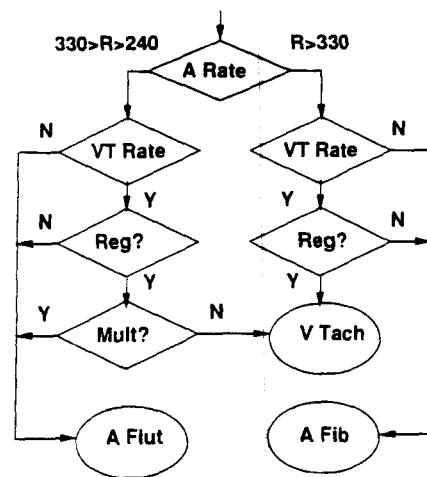 330>R>240
R>330
A Rate
N
VT Rate
VT Rate
N
Y
Y
N
Reg?
Reg?
N
Y
Y
Y
Mult?
N
V Tach
A Flut
A Fib